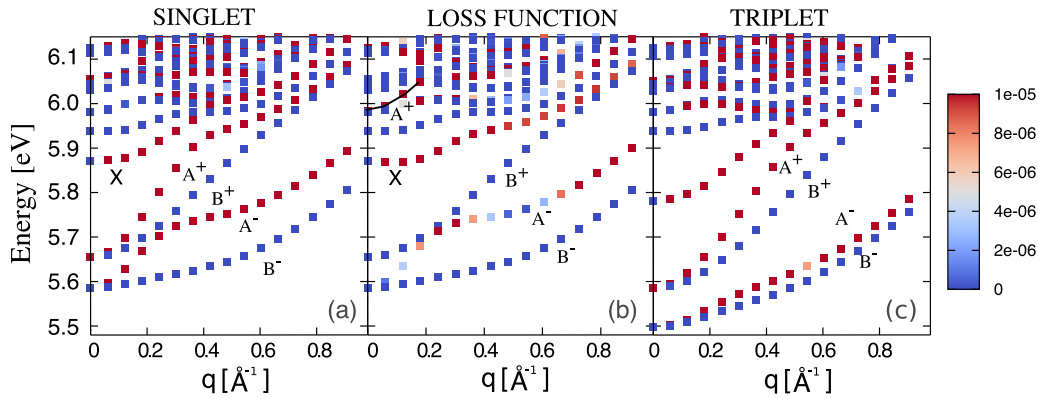 SINGLET
LOSS FUNCTION
TRIPLET
Energy [eV]
6.1
6.0
5.9
5.8
5.7
5.6
5.5
X
A+
B+
A-
B-
(a)
A+
X
B+
A-
B-
(b)
A+
B+
A-
B-
(c)
0 0.2 0.4 0.6 0.8
0 0.2 0.4 0.6 0.8
0 0.2 0.4 0.6 0.8
q [Å-1]
q [Å-1]
q [Å-1]
1e-05
8e-06
6e-06
4e-06
2e-06
0